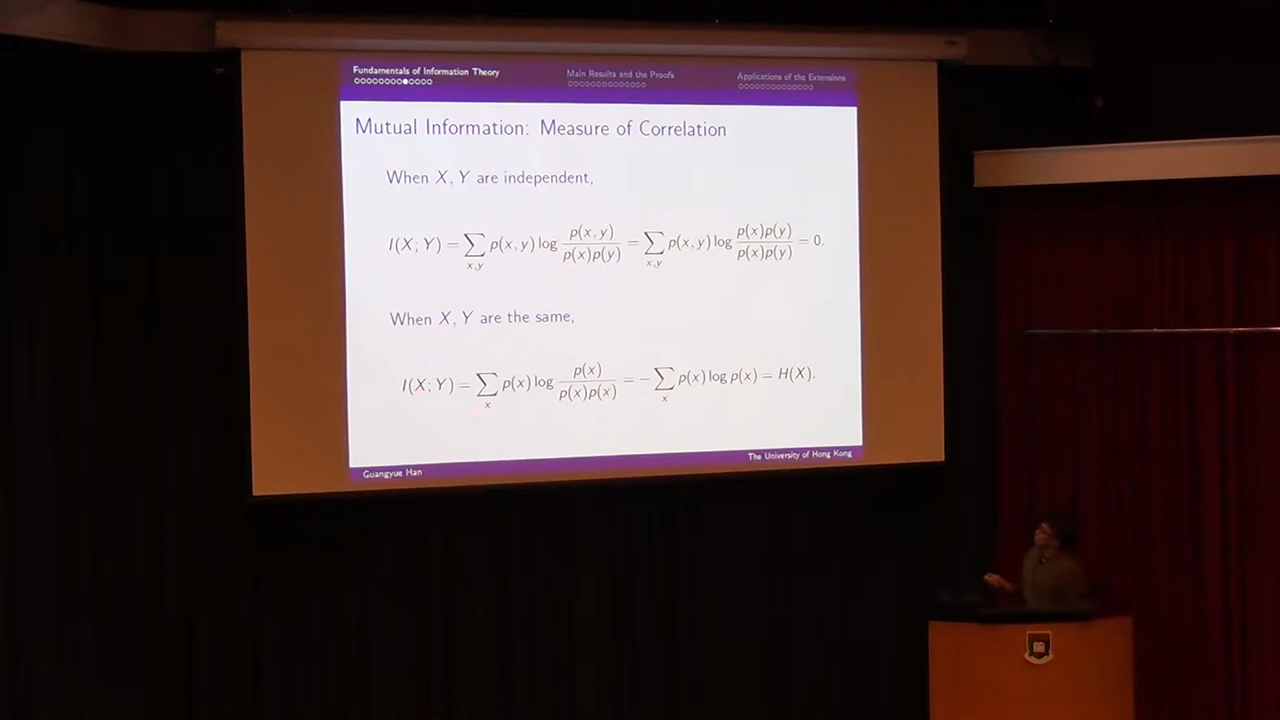 Fundamentals of Information Theory
Main Results and the Proofs
Applications of the Extensions
Mutual Information: Measure of Correlation
When X, Y are independent,
I(X; Y) = ∑_{x,y} p(x, y) log p(x, y)/p(x)p(y) = ∑_{x,y} p(x, y) log p(x)p(y)/p(x)p(y) = 0.
When X, Y are the same,
I(X; Y) = ∑_x p(x) log p(x)/p(x)p(x) = − ∑_x p(x) log p(x) = H(X).
Guangyue Han
The University of Hong Kong